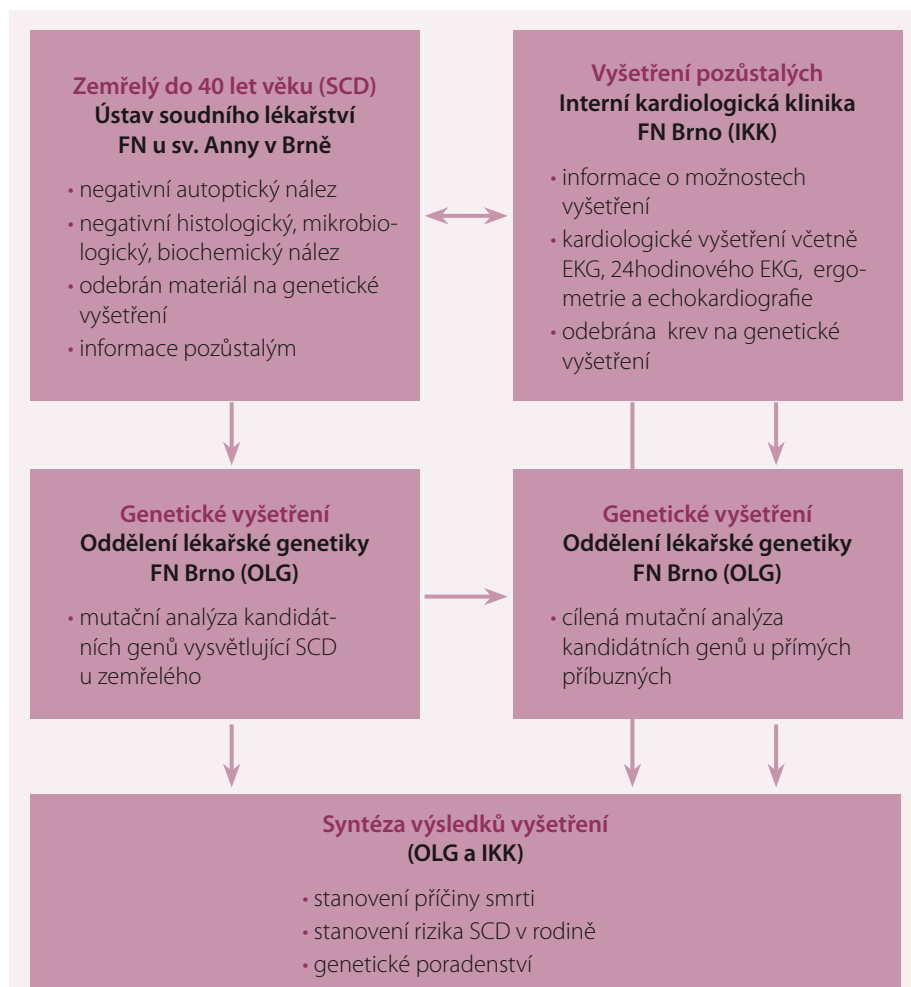 Zemřelý do 40 let věku (SCD)
Ústav soudního lékařství
FN u sv. Anny v Brně
• negativní autoptický nález
• negativní histologický, mikrobio-
logický, biochemický nález
• odebrán materiál na genetické
vyšetření
• informace pozůstalým
Vyšetření pozůstalých
Interní kardiologická klinika
FN Brno (IKK)
• informace o možnostech
vyšetření
• kardiologické vyšetření včetně
EKG, 24hodinového EKG, ergo-
metrie a echokardiografie
• odebrána krev na genetické
vyšetření
Genetické vyšetření
Oddělení lékařské genetiky
FN Brno (OLG)
• mutační analýza kandidát-
ních genů vysvětlující SCD
u zemřelého
Genetické vyšetření
Oddělení lékařské genetiky
FN Brno (OLG)
• cílená mutační analýza
kandidátních genů u přímých
příbuzných
Syntéza výsledků vyšetření
(OLG a IKK)
• stanovení příčiny smrti
• stanovení rizika SCD v rodině
• genetické poradenství